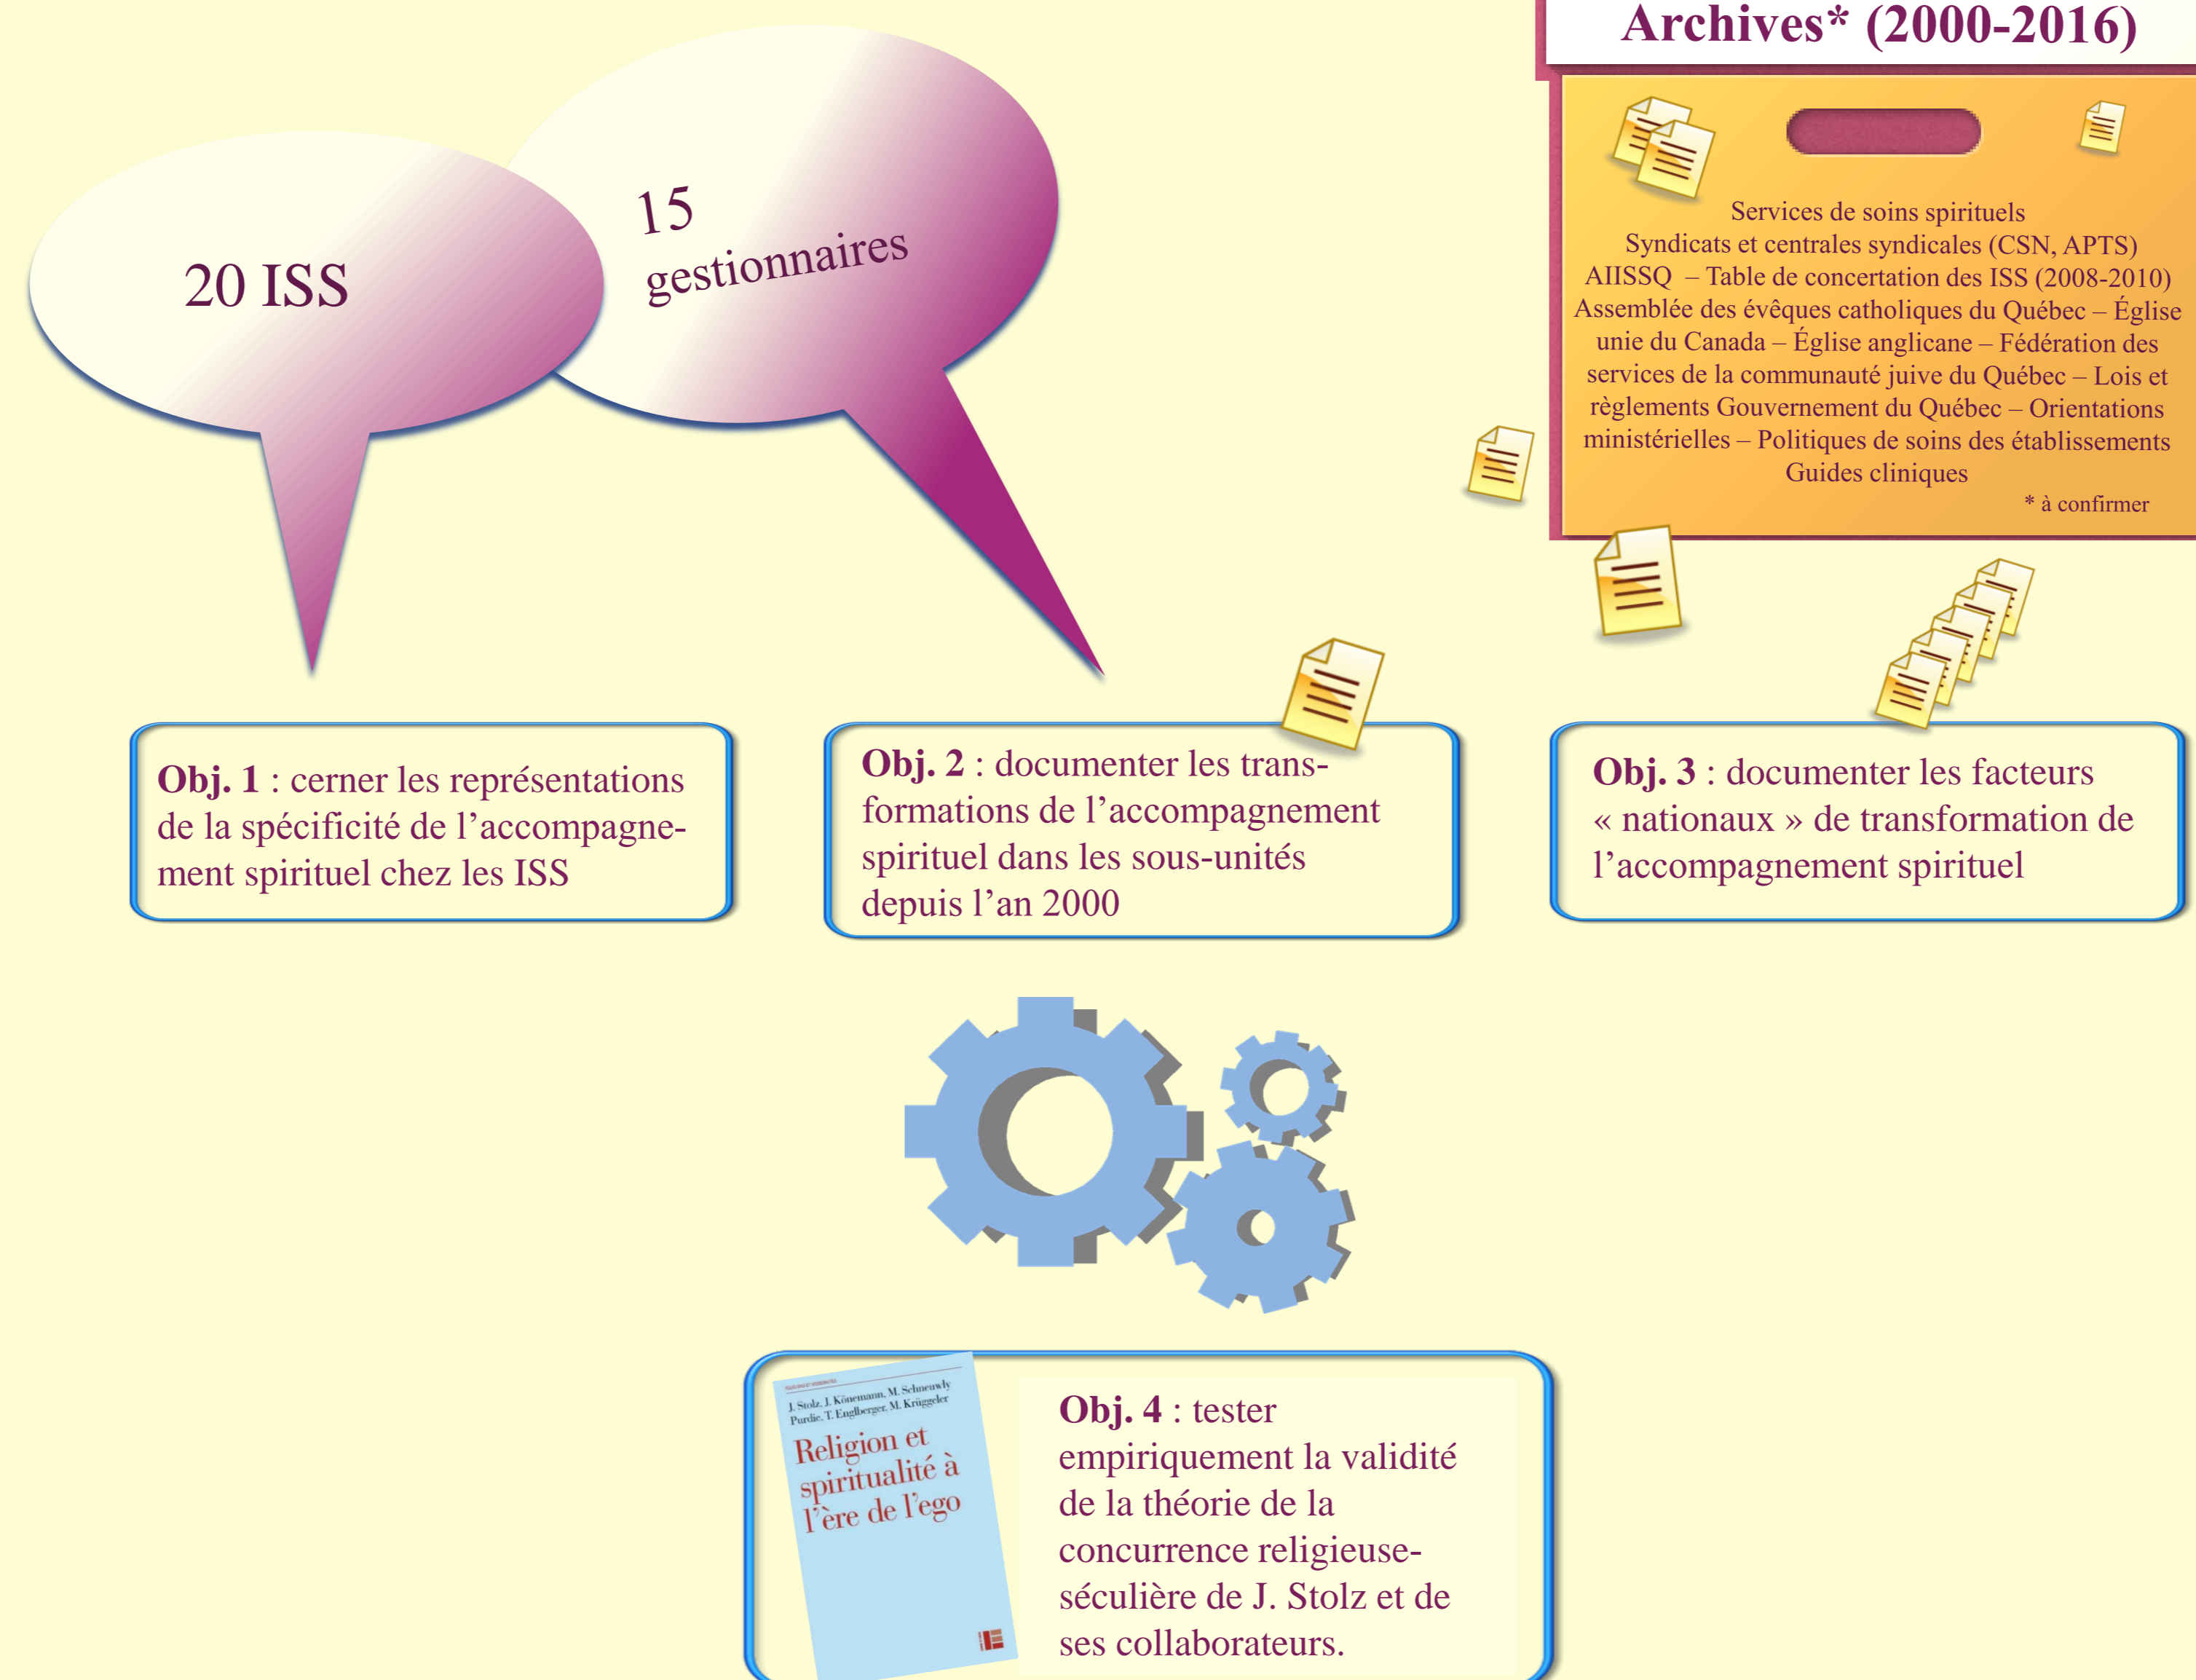 20 ISS
15
gestionnaires
Archives* (2000-2016)
Services de soins spirituels
Syndicats et centrales syndicales (CSN, APTS)
AIISSQ – Table de concertation des ISS (2008-2010)
Assemblée des évêques catholiques du Québec – Église
unie du Canada – Église anglicane – Fédération des
services de la communauté juive du Québec – Lois et
règlements Gouvernement du Québec – Orientations
ministérielles – Politiques de soins des établissements
Guides cliniques
* à confirmer
Obj. 1 : cerner les représentations
de la spécificité de l’accompagne-
ment spirituel chez les ISS
Obj. 2 : documenter les trans-
formations de l’accompagnement
spirituel dans les sous-unités
depuis l’an 2000
Obj. 3 : documenter les facteurs
« nationaux » de transformation de
l’accompagnement spirituel
J. Stolz, J. Könemann, M. Schneuwly
Purdie, T. Englberger, M. Krüggeler
Religion et
spiritualité à
l’ère de l’ego
Obj. 4 : tester
empiriquement la validité
de la théorie de la
concurrence religieuse-
séculière de J. Stolz et de
ses collaborateurs.